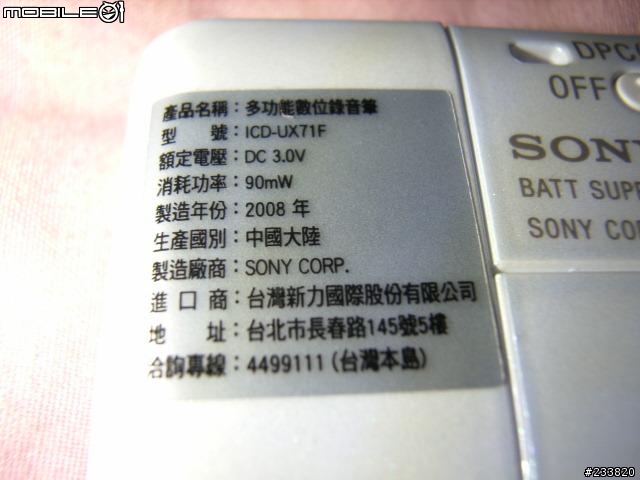 MOBILE01
產品名稱：多功能數位錄音筆
型　　號：ICD-UX71F
額定電壓：DC 3.0V
消耗功率：90mW
製造年份：2008 年
生產國別：中國大陸
製造廠商：SONY CORP.
進 口 商：台灣新力國際股份有限公司
地　　址：台北市長春路145號5樓
洽詢專線：4499111 (台灣本島)
OFF
SONY
BATT
SONY
#233820